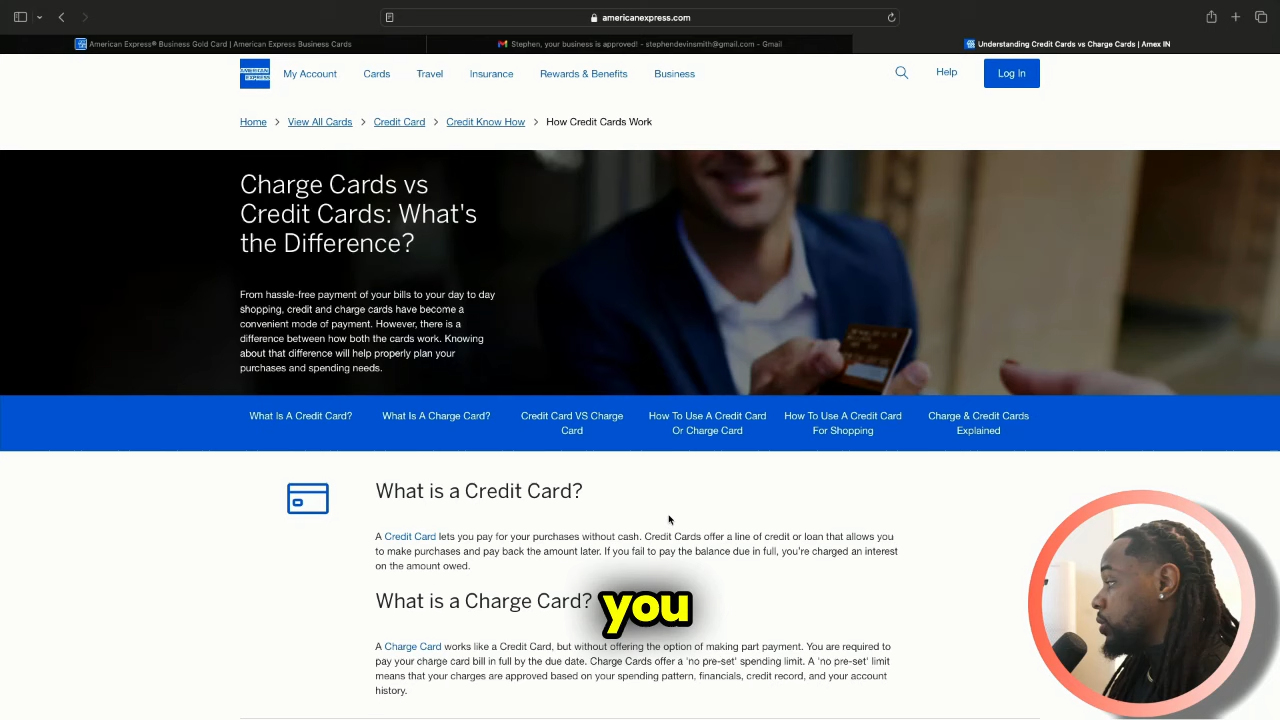 americanexpress.com
American Express® Business Gold Card | American Express Business Cards
Stephen, your business is approved! - stephendevinsmith@gmail.com - Gmail
Understanding Credit Cards vs Charge Cards | Amex IN
AMERICAN
EXPRESS
My Account
Cards
Travel
Insurance
Rewards & Benefits
Business
Help
Log In
Home > View All Cards > Credit Card > Credit Know How > How Credit Cards Work
Charge Cards vs
Credit Cards: What's
the Difference?
From hassle-free payment of your bills to your day to day
shopping, credit and charge cards have become a
convenient mode of payment. However, there is a
difference between how both the cards work. Knowing
about that difference will help properly plan your
purchases and spending needs.
What Is A Credit Card?
What Is A Charge Card?
Credit Card VS Charge
Card
How To Use A Credit Card
Or Charge Card
How To Use A Credit Card
For Shopping
Charge & Credit Cards
Explained
What is a Credit Card?
A Credit Card lets you pay for your purchases without cash. Credit Cards offer a line of credit or loan that allows you
to make purchases and pay back the amount later. If you fail to pay the balance due in full, you're charged an interest
on the amount owed.
What is a Charge Card?
you
A Charge Card works like a Credit Card, but without offering the option of making part payment. You are required to
pay your charge card bill in full by the due date. Charge Cards offer a 'no pre-set' spending limit. A 'no pre-set' limit
means that your charges are approved based on your spending pattern, financials, credit record, and your account
history.